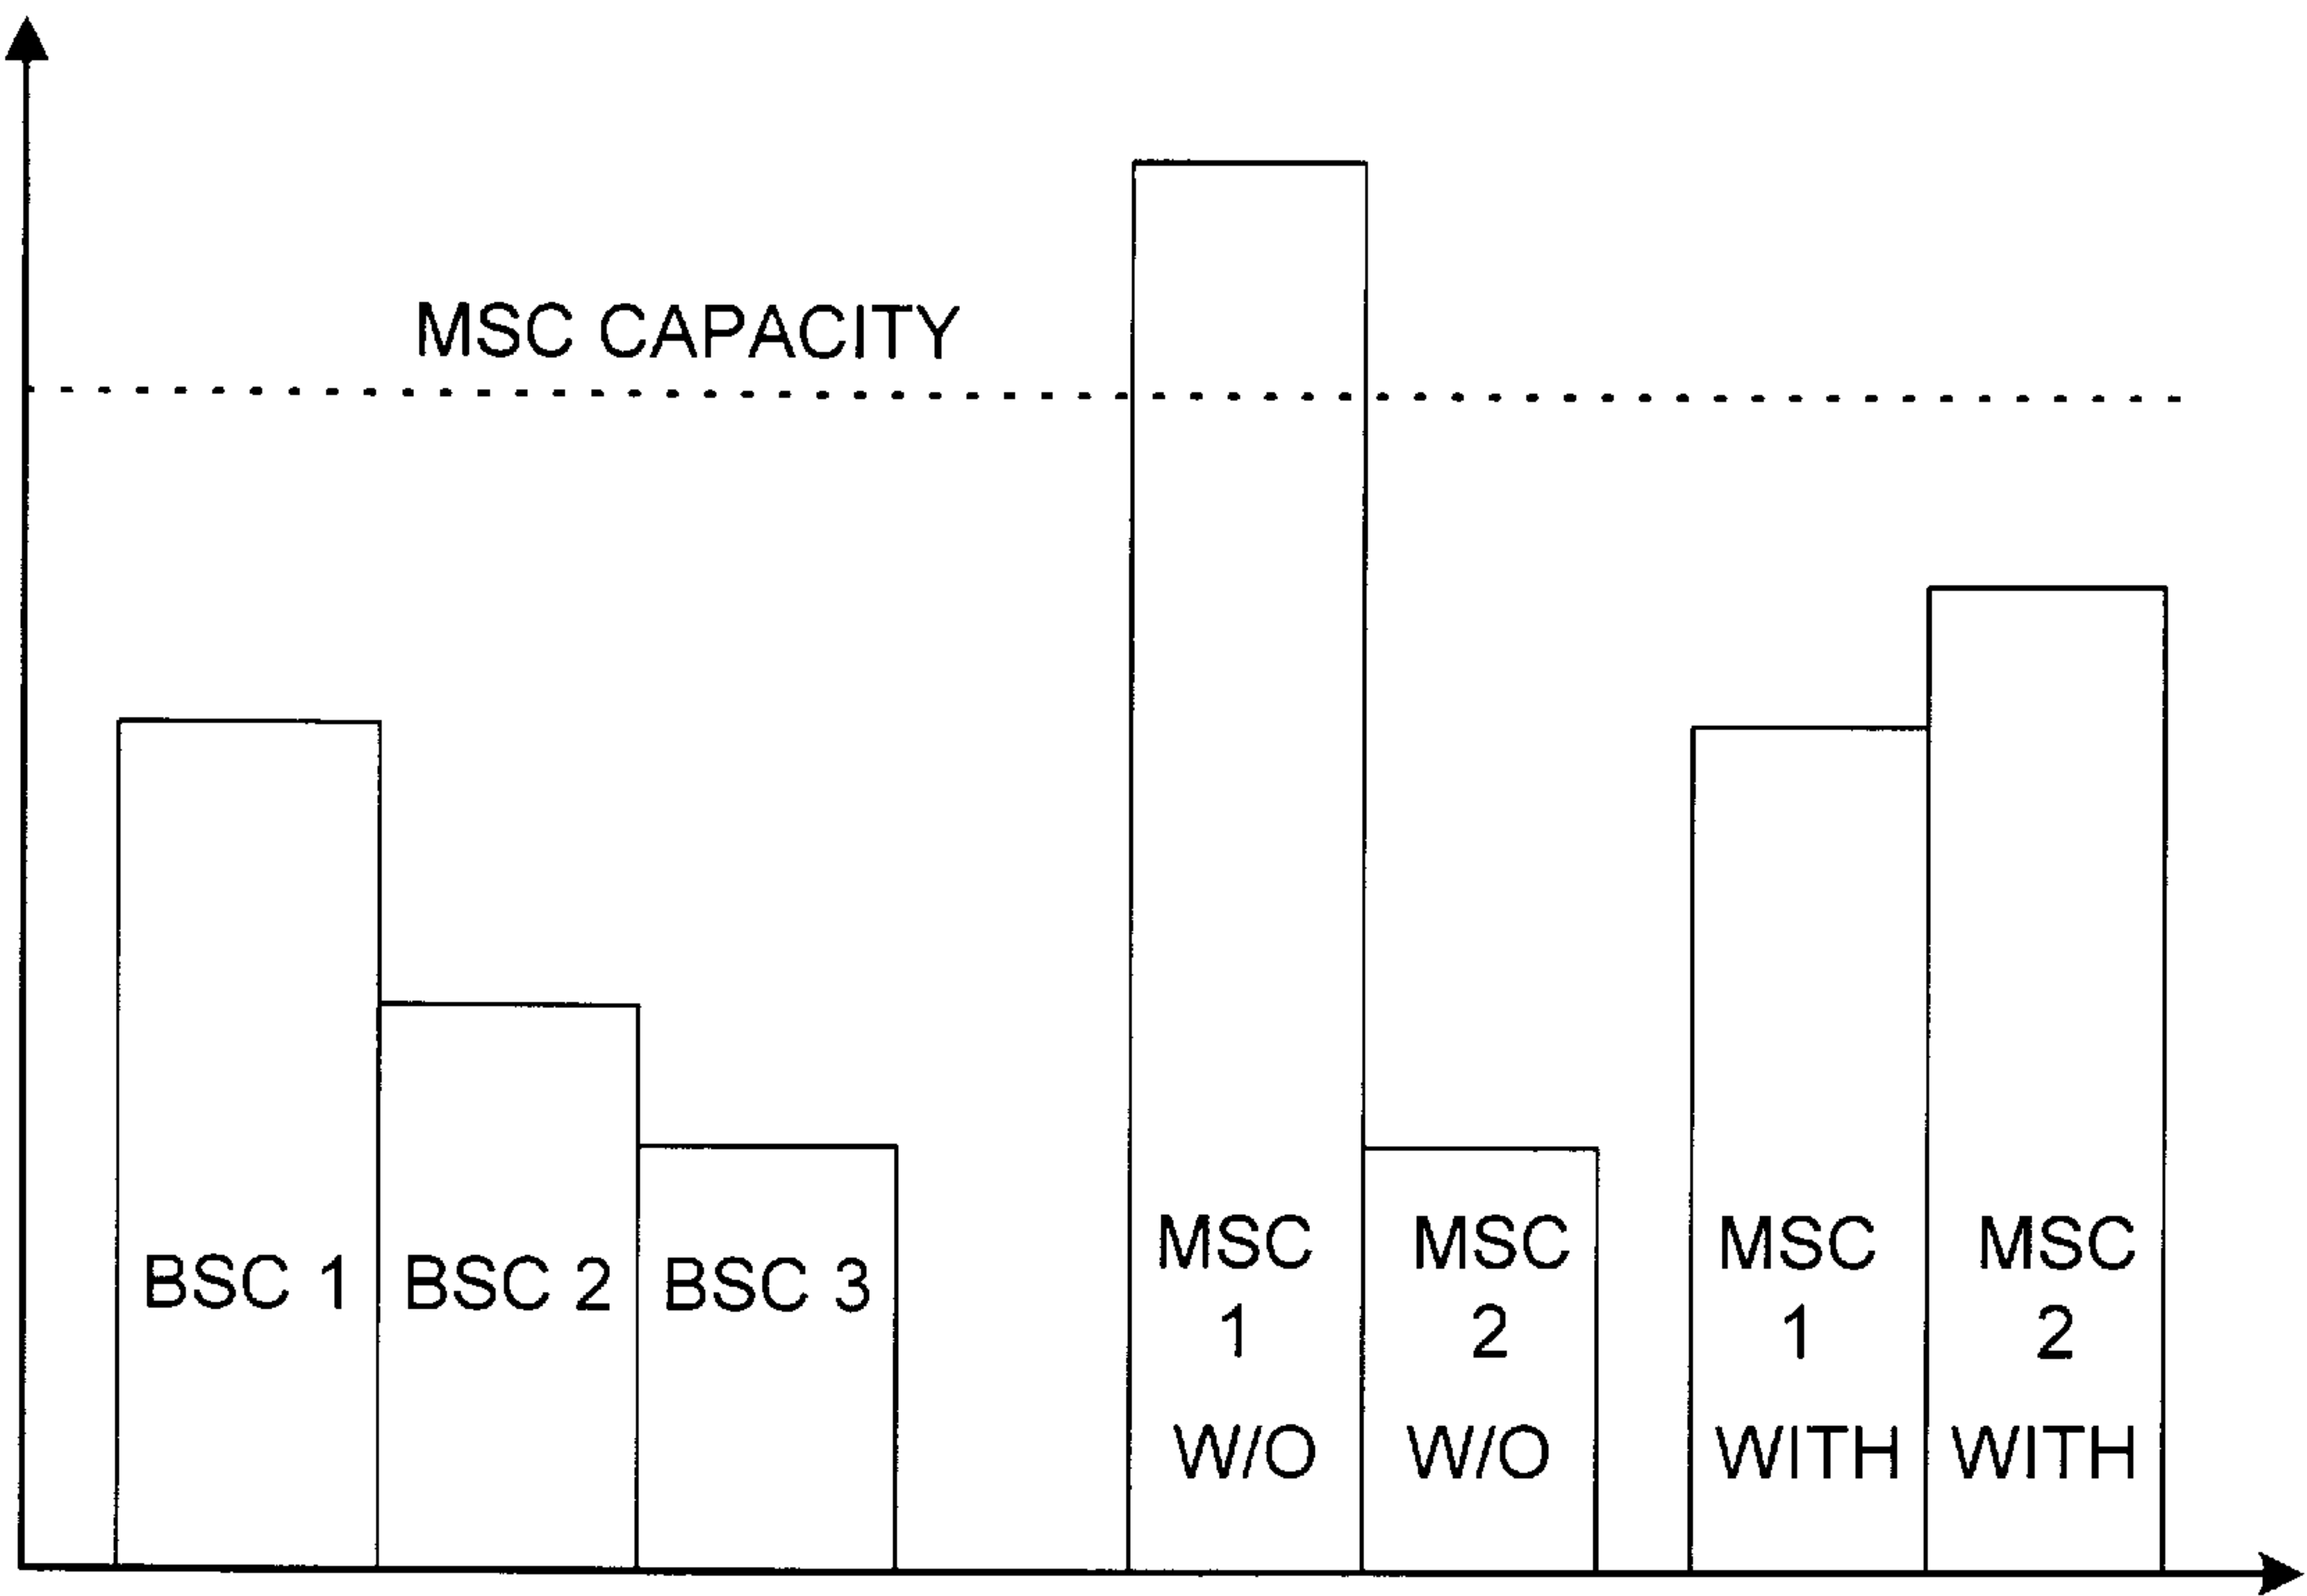 MSC CAPACITY
BSC 1
BSC 2
BSC 3
MSC
1
W/O
MSC
2
W/O
MSC
1
WITH
MSC
2
WITH